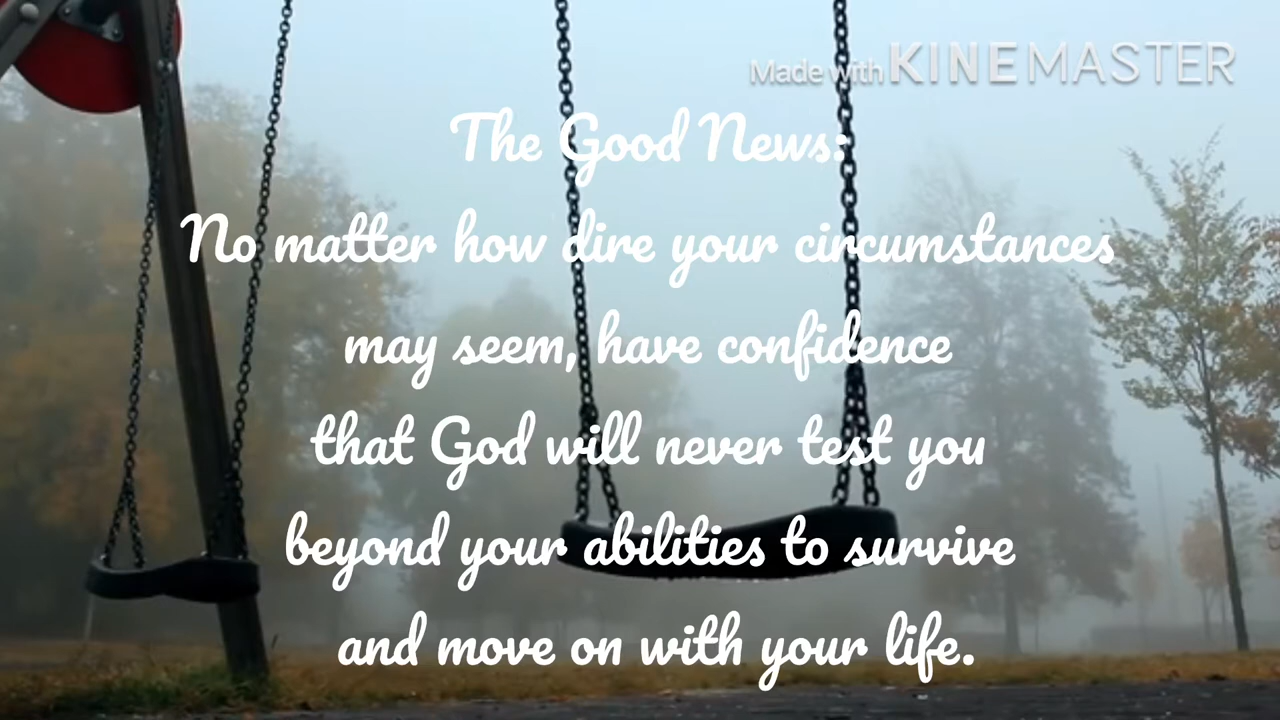 Made with KINEMASTER
The Good News:
No matter how dire your circumstances
may seem, have confidence
that God will never test you
beyond your abilities to survive
and move on with your life.